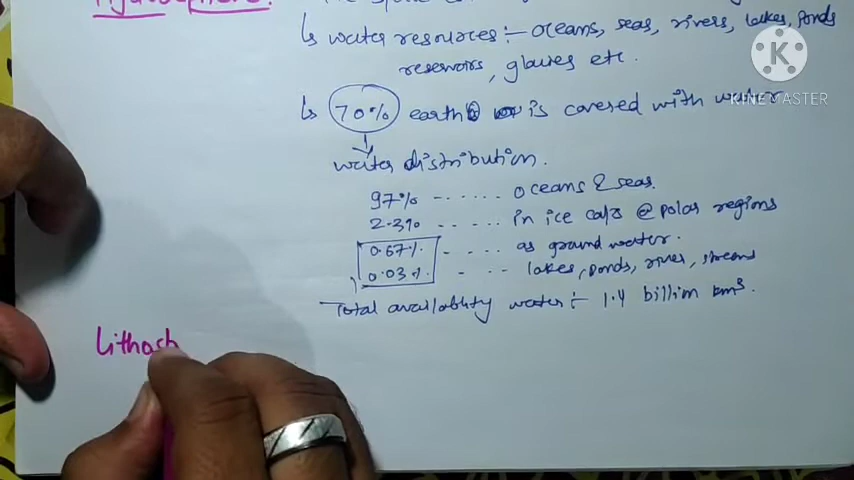 Hydrosphere:
↳ water resources :- oceans, seas, rivers, lakes, ponds
reservoirs, glaciers etc.
↳ 70% earth is covered with water
water distribution.
97% - ..... oceans & seas.
2.3% - ..... in ice caps @ polar regions
0.67% - .... as ground water.
0.03%. - .. lakes, ponds, river, streams
Total availability water :- 1.4 billion km³.
Lithosp
K
KINEMASTER